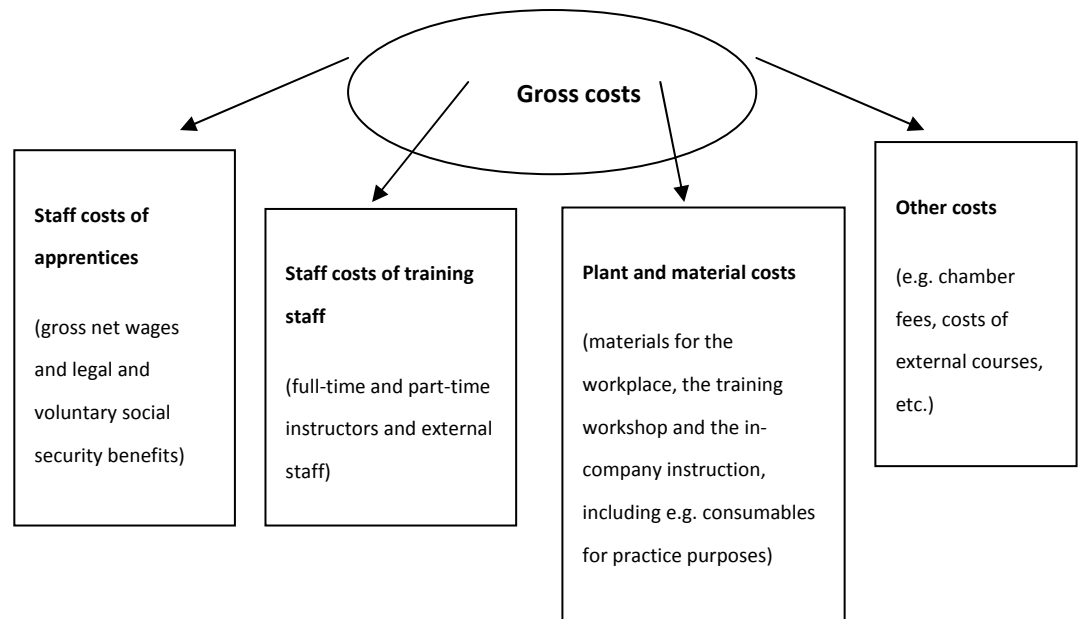 Gross costs
Staff costs of
apprentices
(gross net wages
and legal and
voluntary social
security benefits)
Staff costs of training
staff
(full-time and part-time
instructors and external
staff)
Plant and material costs
(materials for the
workplace, the training
workshop and the in-
company instruction,
including e.g. consumables
for practice purposes)
Other costs
(e.g. chamber
fees, costs of
external courses,
etc.)